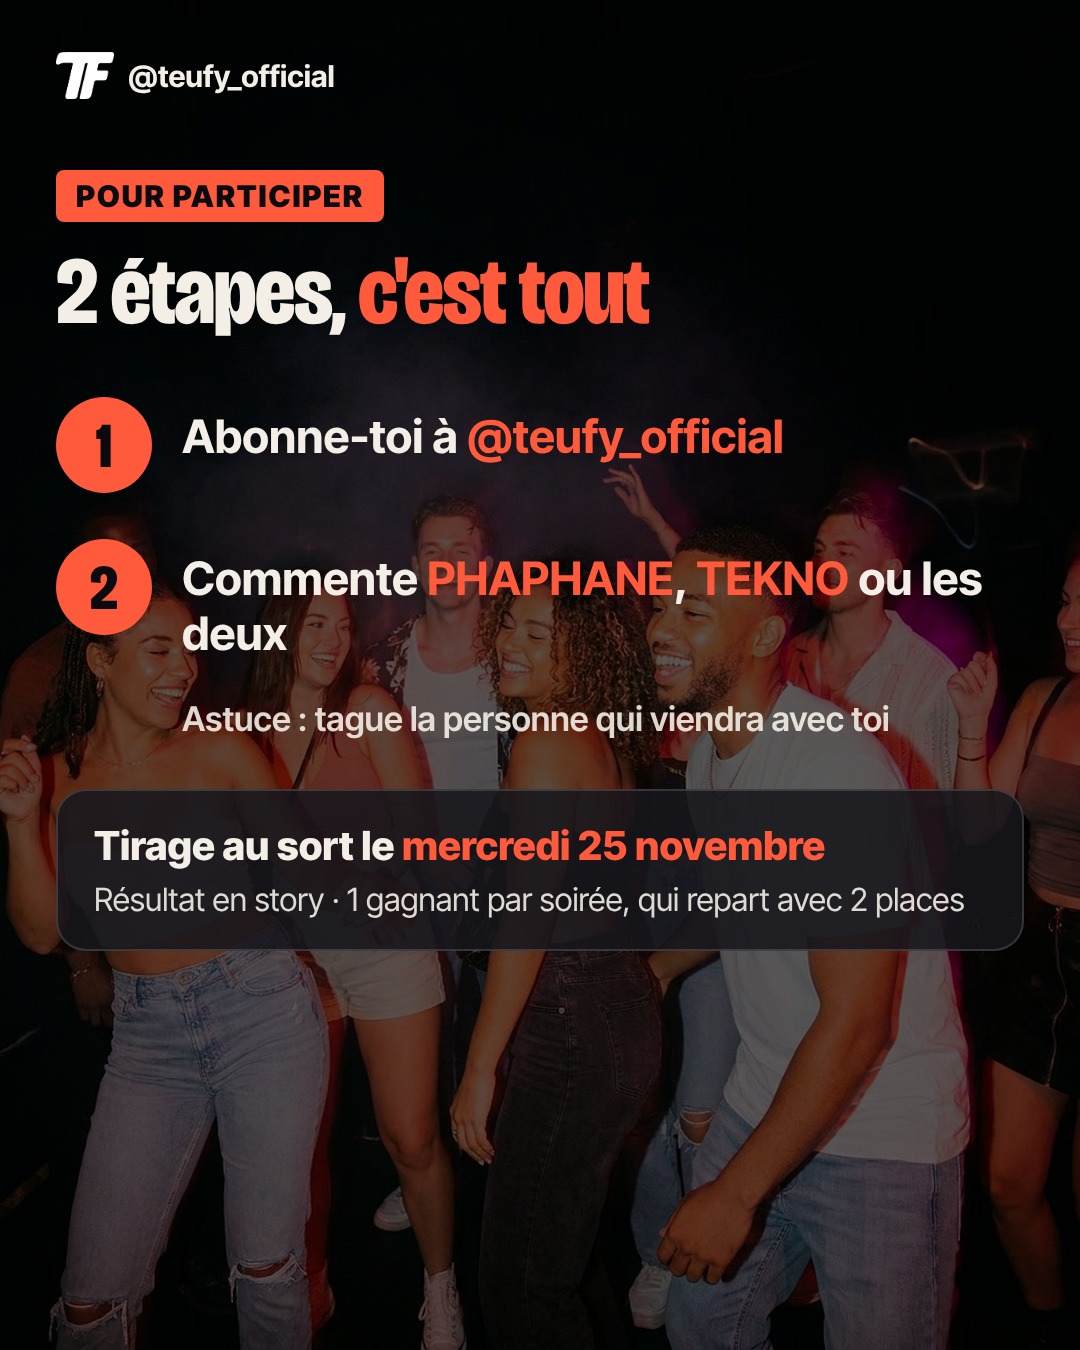 TF @teufy_official
POUR PARTICIPER
2 étapes, c'est tout
1 Abonne-toi à @teufy_official
2 Commente PHAPHANE, TEKNO ou les
deux
Astuce : tague la personne qui viendra avec toi
Tirage au sort le mercredi 25 novembre
Résultat en story · 1 gagnant par soirée, qui repart avec 2 places